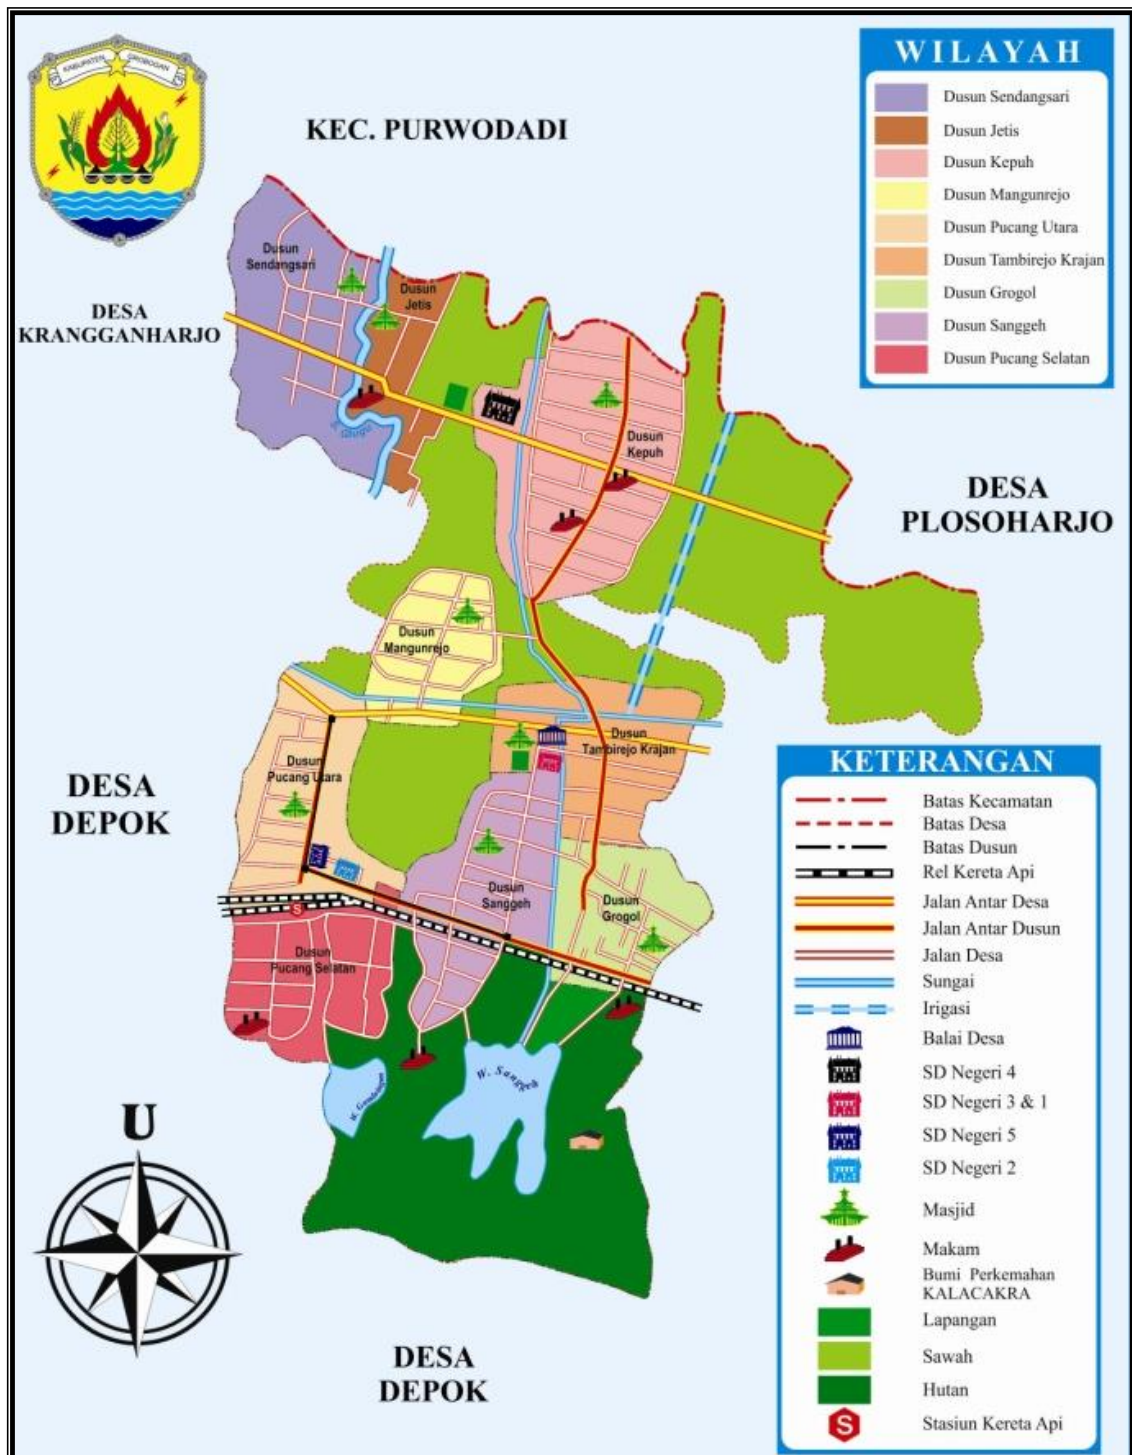 KABUPATEN GROBOGAN
KEC. PURWODADI
WILAYAH
Dusun Sendangsari
Dusun Jetis
Dusun Kepuh
Dusun Mangunrejo
Dusun Pucang Utara
Dusun Tambirejo Krajan
Dusun Grogol
Dusun Sanggeh
Dusun Pucang Selatan
DESA
KRANGGANHARJO
Dusun
Sendangsari
Dusun
Jetis
Dusun
Kepuh
DESA
PLOSOHARJO
Dusun
Mangunrejo
Dusun
Tambirejo Krajan
DESA
DEPOK
Dusun
Pucang Utara
Dusun
Sanggeh
Dusun
Grogol
S
Dusun
Pucang Selatan
W. Sanggeh
U
DESA
DEPOK
KETERANGAN
Batas Kecamatan
Batas Desa
Batas Dusun
Rel Kereta Api
Jalan Antar Desa
Jalan Antar Dusun
Jalan Desa
Sungai
Irigasi
Balai Desa
SD Negeri 4
SD Negeri 3 & 1
SD Negeri 5
SD Negeri 2
Masjid
Makam
Bumi Perkemahan
KALACAKRA
Lapangan
Sawah
Hutan
S
Stasiun Kereta Api